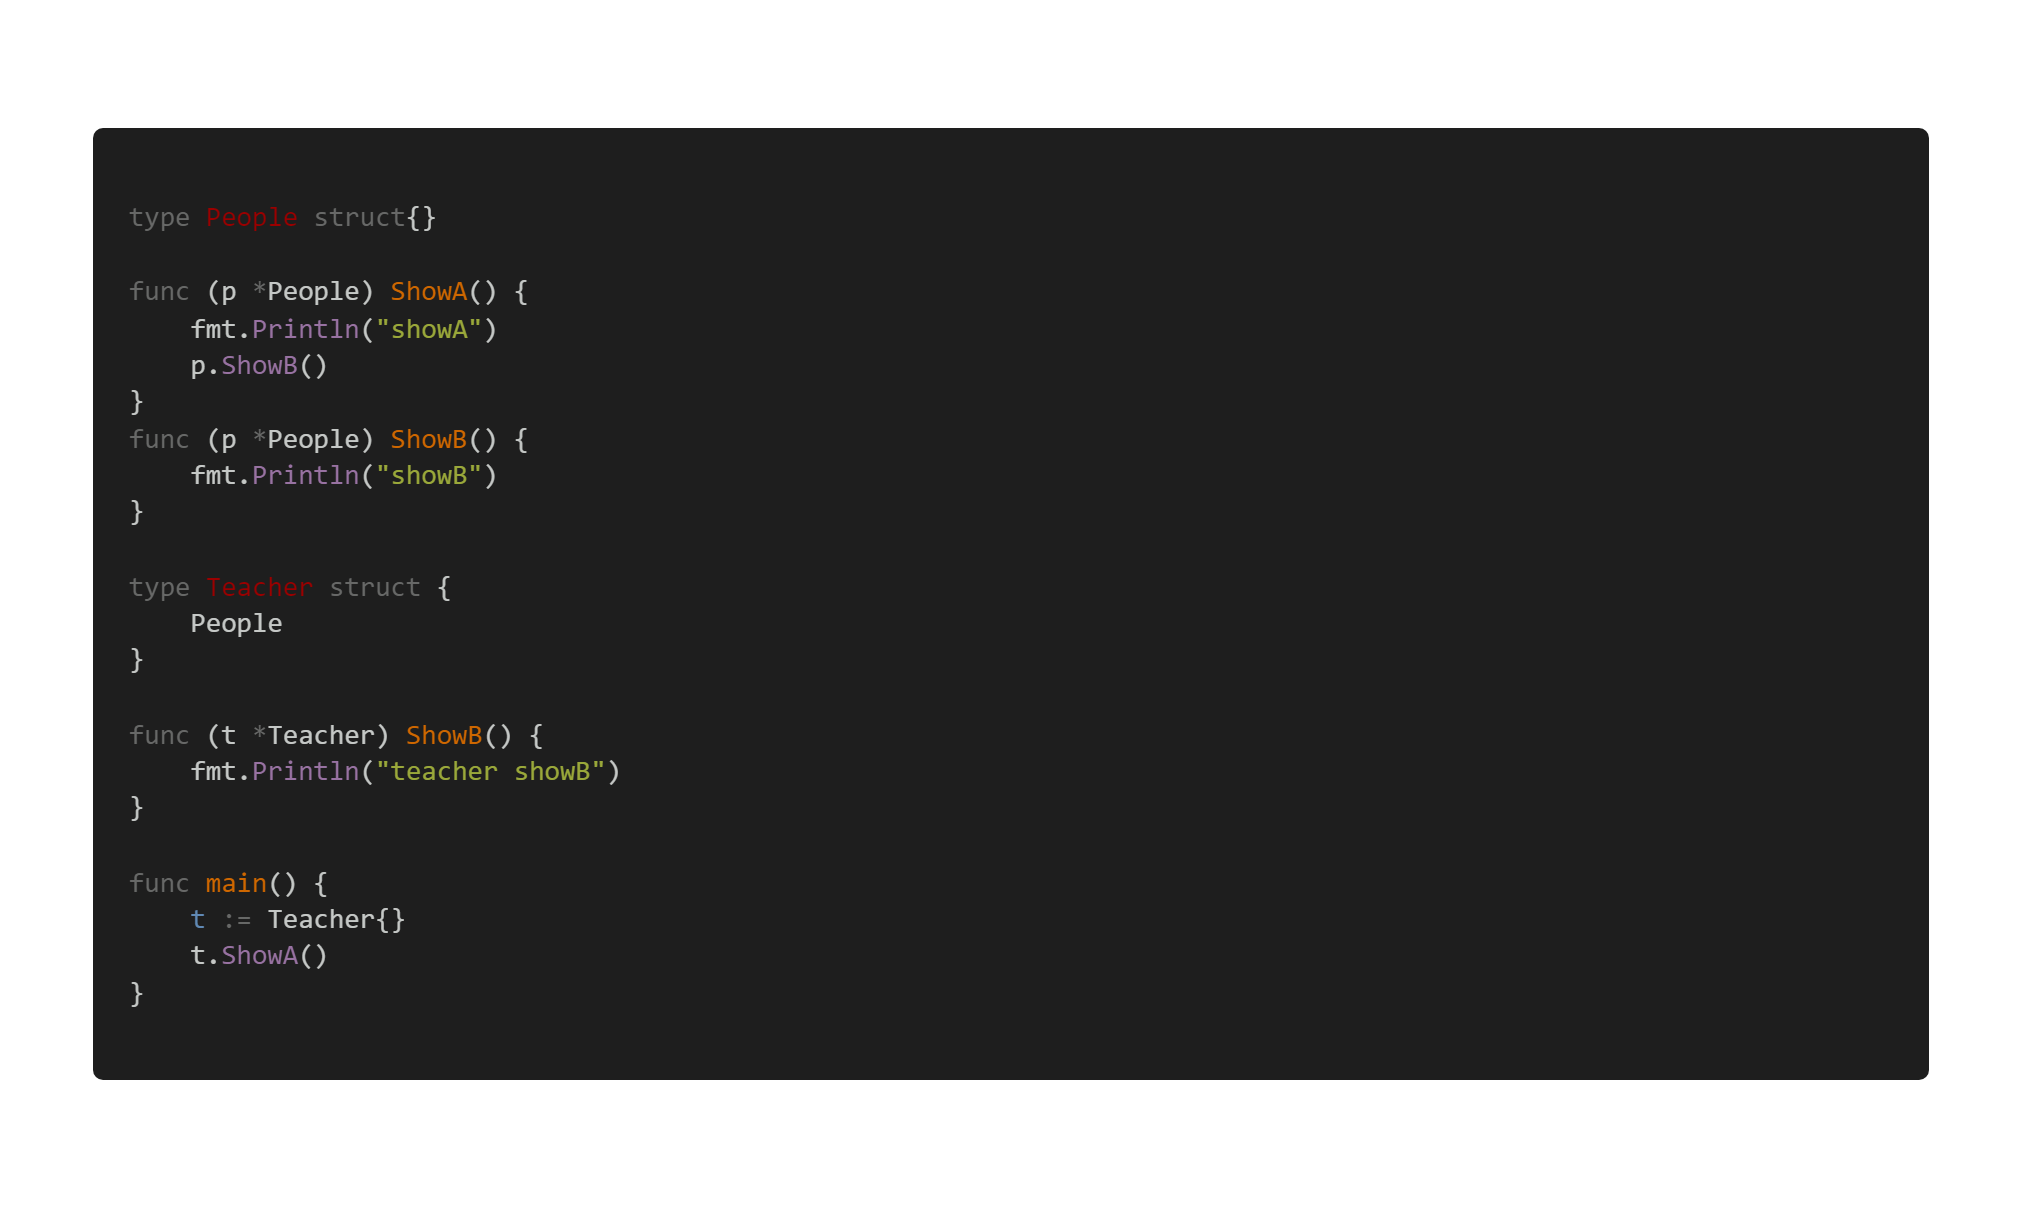 type People struct{}
func (p *People) ShowA() {
    fmt.Println("showA")
    p.ShowB()
}
func (p *People) ShowB() {
    fmt.Println("showB")
}
type Teacher struct {
    People
}
func (t *Teacher) ShowB() {
    fmt.Println("teacher showB")
}
func main() {
    t := Teacher{}
    t.ShowA()
}